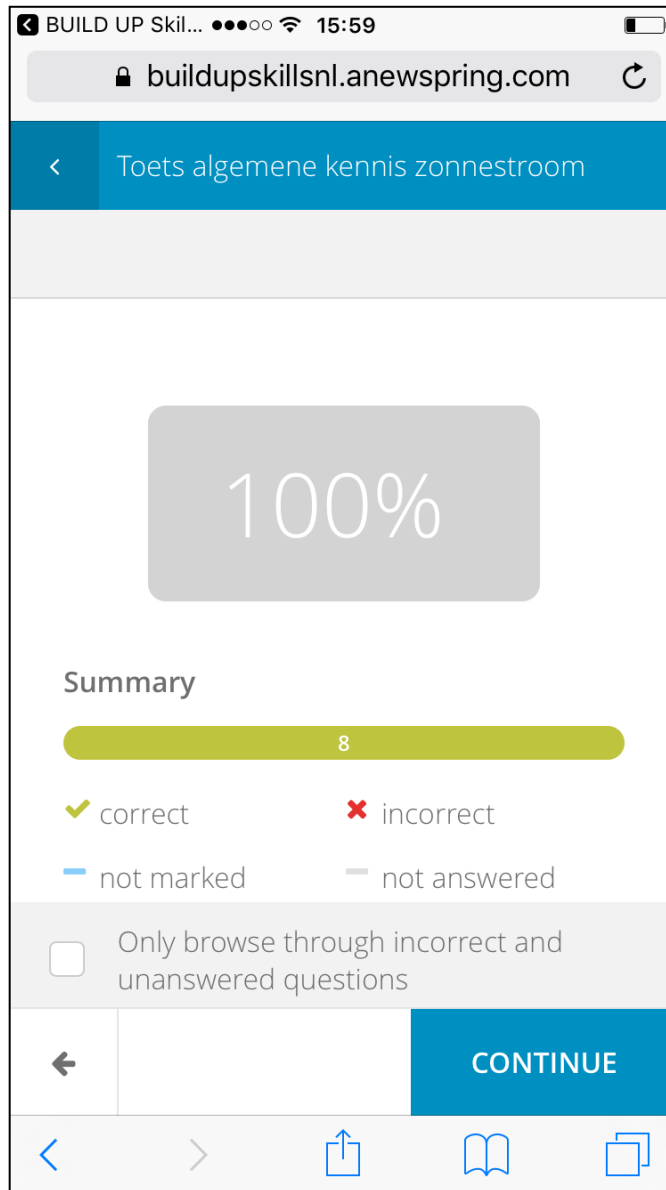 BUILD UP Skil... 15:59
buildupskillsnl.anewspring.com
Toets algemene kennis zonnestroom
100%
Summary
8
correct incorrect
not marked not answered
Only browse through incorrect and
unanswered questions
CONTINUE